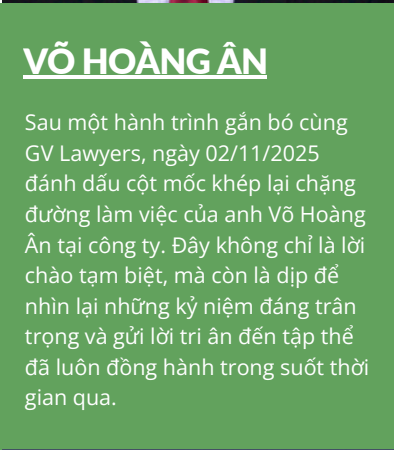 VÕ HOÀNG ÂN
Sau một hành trình gắn bó cùng
GV Lawyers, ngày 02/11/2025
đánh dấu cột mốc khép lại chặng
đường làm việc của anh Võ Hoàng
Ân tại công ty. Đây không chỉ là lời
chào tạm biệt, mà còn là dịp để
nhìn lại những kỷ niệm đáng trân
trọng và gửi lời tri ân đến tập thể
đã luôn đồng hành trong suốt thời
gian qua.